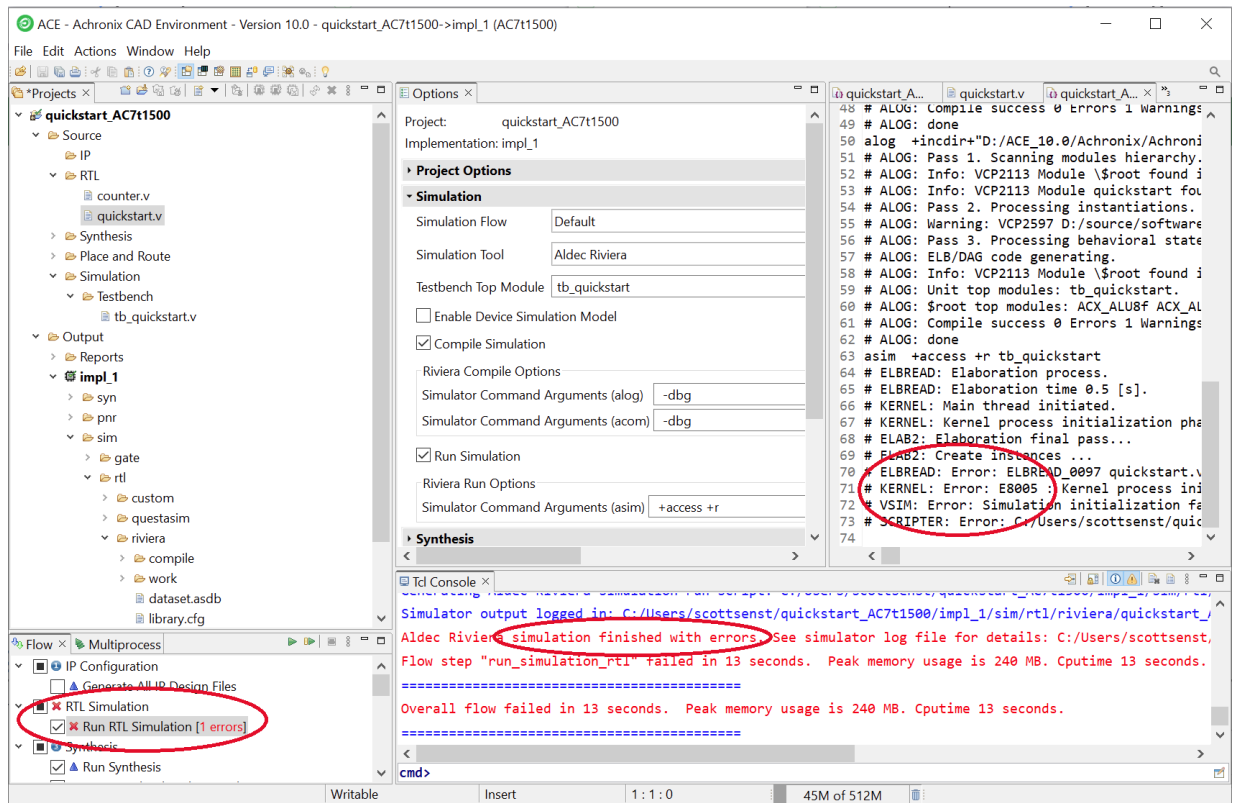 ACE - Achronix CAD Environment - Version 10.0 - quickstart_AC7t1500->impl_1 (AC7t1500)
File Edit Actions Window Help
*Projects
quickstart_AC7t1500
Source
IP
RTL
counter.v
quickstart.v
Synthesis
Place and Route
Simulation
Testbench
tb_quickstart.v
Output
Reports
impl_1
syn
pnr
sim
gate
rtl
custom
questasim
riviera
compile
work
dataset.asdb
library.cfg
Options
Project: quickstart_AC7t1500
Implementation: impl_1
Project Options
Simulation
Simulation Flow Default
Simulation Tool Aldec Riviera
Testbench Top Module tb_quickstart
Enable Device Simulation Model
Compile Simulation
Riviera Compile Options
Simulator Command Arguments (alog) -dbg
Simulator Command Arguments (acom) -dbg
Run Simulation
Riviera Run Options
Simulator Command Arguments (asim) +access +r
Synthesis
quickstart_A... quickstart.v quickstart_A... »3
48 # ALOG: Compile success 0 Errors 1 Warnings
49 # ALOG: done
50 alog +incdir+"D:/ACE_10.0/Achronix/Achroni
51 # ALOG: Pass 1. Scanning modules hierarchy.
52 # ALOG: Info: VCP2113 Module \$root found i
53 # ALOG: Info: VCP2113 Module quickstart fou
54 # ALOG: Pass 2. Processing instantiations.
55 # ALOG: Warning: VCP2597 D:/source/software
56 # ALOG: Pass 3. Processing behavioral state
57 # ALOG: ELB/DAG code generating.
58 # ALOG: Info: VCP2113 Module \$root found i
59 # ALOG: Unit top modules: tb_quickstart.
60 # ALOG: $root top modules: ACX_ALU8f ACX_AL
61 # ALOG: Compile success 0 Errors 1 Warnings
62 # ALOG: done
63 asim +access +r tb_quickstart
64 # ELBREAD: Elaboration process.
65 # ELBREAD: Elaboration time 0.5 [s].
66 # KERNEL: Main thread initiated.
67 # KERNEL: Kernel process initialization pha
68 # ELAB2: Elaboration final pass...
69 # ELAB2: Create instances ...
70 # ELBREAD: Error: ELBREAD_0097 quickstart.v
71 # KERNEL: Error: E8005 : Kernel process ini
72 # VSIM: Error: Simulation initialization fa
73 # SCRIPTER: Error: C:/Users/scottsenst/quic
74
Flow Multiprocess
IP Configuration
Generate All IP Design Files
RTL Simulation
Run RTL Simulation [1 errors]
Synthesis
Run Synthesis
Tcl Console
Generating Aldec Riviera simulation run script: C:/Users/scottsenst/quickstart_AC7t1500/impl_1/sim/rtl/
Simulator output logged in: C:/Users/scottsenst/quickstart_AC7t1500/impl_1/sim/rtl/riviera/quickstart_A
Aldec Riviera simulation finished with errors. See simulator log file for details: C:/Users/scottsenst/
Flow step "run_simulation_rtl" failed in 13 seconds. Peak memory usage is 240 MB. Cputime 13 seconds.
===========================================
Overall flow failed in 13 seconds. Peak memory usage is 240 MB. Cputime 13 seconds.
===========================================
cmd>
Writable Insert 1 : 1 : 0 45M of 512M